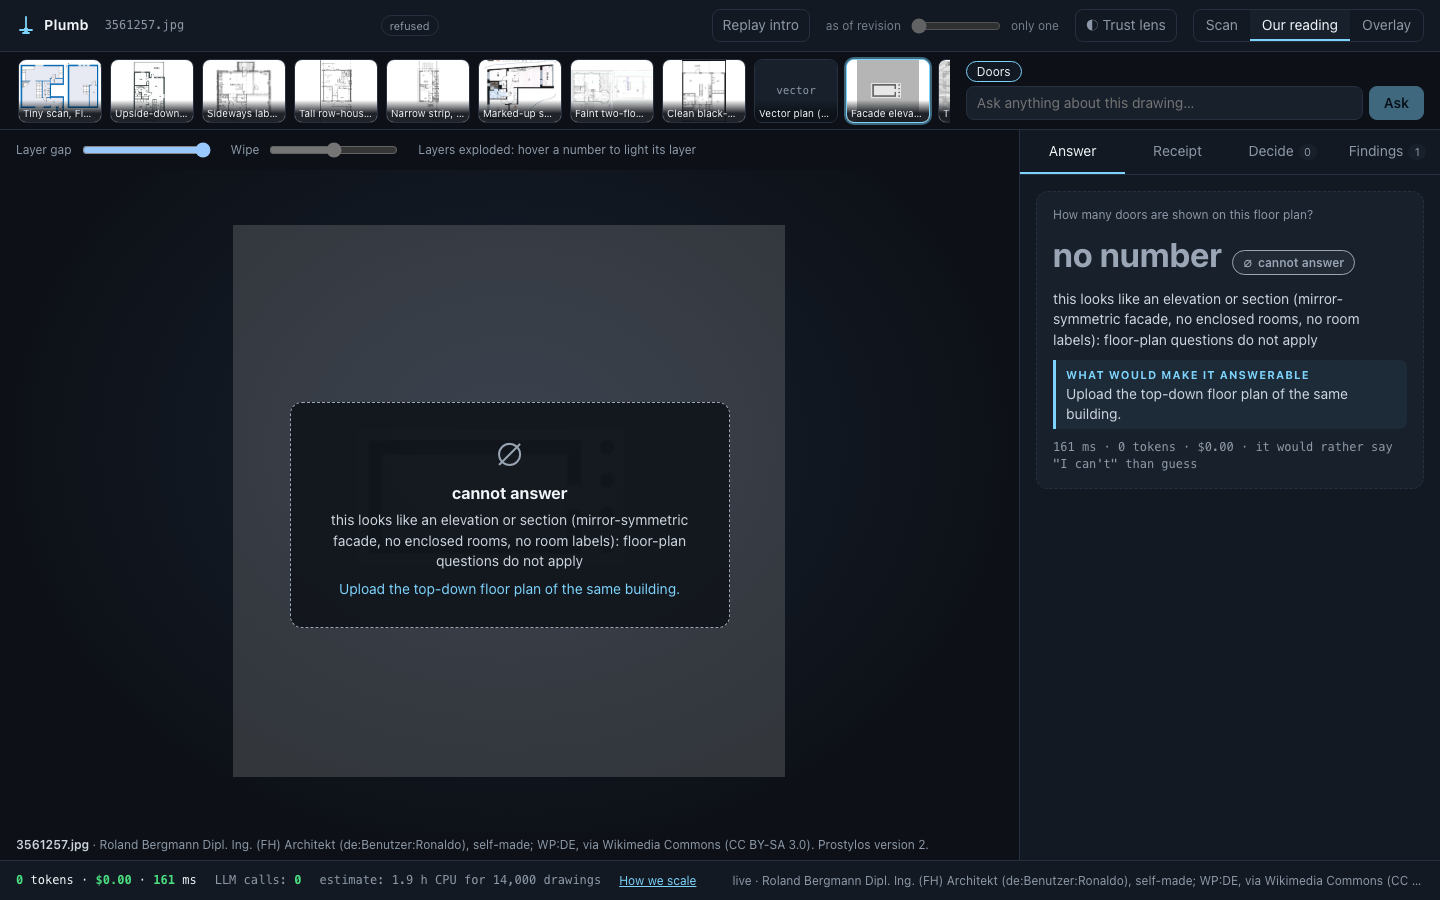 Plumb 3561257.jpg refused Replay intro as of revision only one Trust lens Scan Our reading Overlay
Tiny scan, Fl... Upside-down... Sideways lab... Tall row-hous... Narrow strip, ... Marked-up s... Faint two-flo... Clean black-... vector Vector plan (... Facade eleva... T
Doors
Ask anything about this drawing... Ask
Layer gap Wipe Layers exploded: hover a number to light its layer
Answer Receipt Decide 0 Findings 1
How many doors are shown on this floor plan?
no number ⌀ cannot answer
this looks like an elevation or section (mirror-
symmetric facade, no enclosed rooms, no room
labels): floor-plan questions do not apply
WHAT WOULD MAKE IT ANSWERABLE
Upload the top-down floor plan of the same
building.
161 ms · 0 tokens · $0.00 · it would rather say
"I can't" than guess
cannot answer
this looks like an elevation or section (mirror-symmetric
facade, no enclosed rooms, no room labels): floor-plan
questions do not apply
Upload the top-down floor plan of the same building.
3561257.jpg · Roland Bergmann Dipl. Ing. (FH) Architekt (de:Benutzer:Ronaldo), self-made; WP:DE, via Wikimedia Commons (CC BY-SA 3.0). Prostylos version 2.
0 tokens · $0.00 · 161 ms LLM calls: 0 estimate: 1.9 h CPU for 14,000 drawings How we scale live · Roland Bergmann Dipl. Ing. (FH) Architekt (de:Benutzer:Ronaldo), self-made; WP:DE, via Wikimedia Commons (CC ...